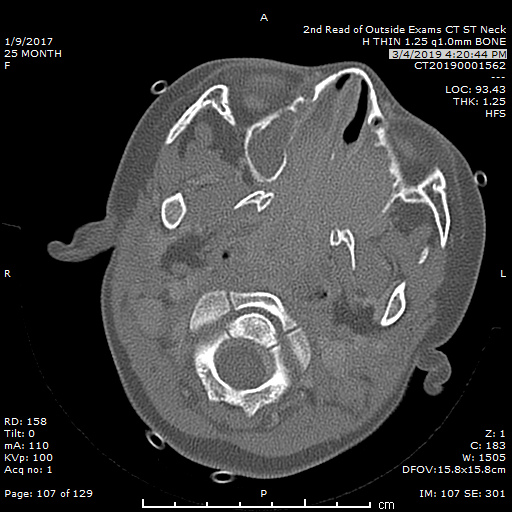 A
1/9/2017
25 MONTH
F
2nd Read of Outside Exams CT ST Neck
H THIN 1.25 q1.0mm BONE
3/4/2019 4:20:44 PM
CT20190001562
---
LOC: 93.43
THK: 1.25
HFS
R
L
RD: 158
Tilt: 0
mA: 110
KVp: 100
Acq no: 1
Page: 107 of 129
P
cm
Z: 1
C: 183
W: 1505
DFOV:15.8x15.8cm
IM: 107 SE: 301